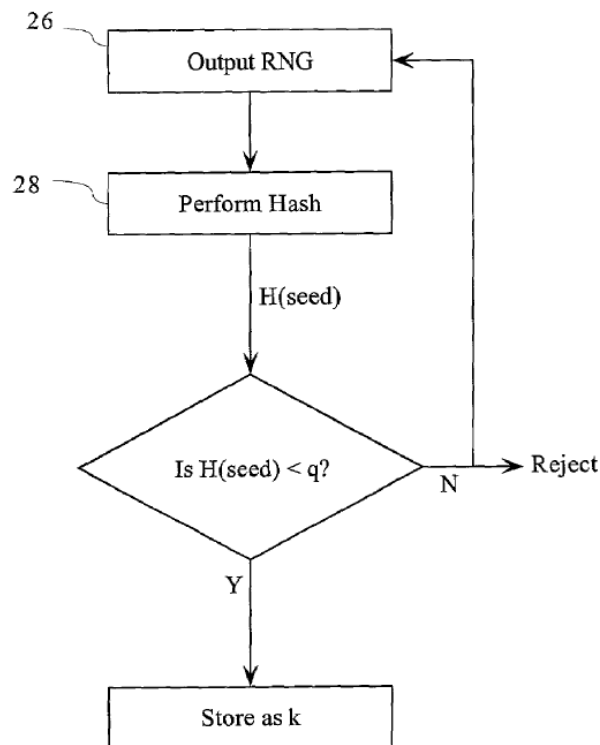 26
Output RNG
28
Perform Hash
H(seed)
Is H(seed) < q?
N
Reject
Y
Store as k